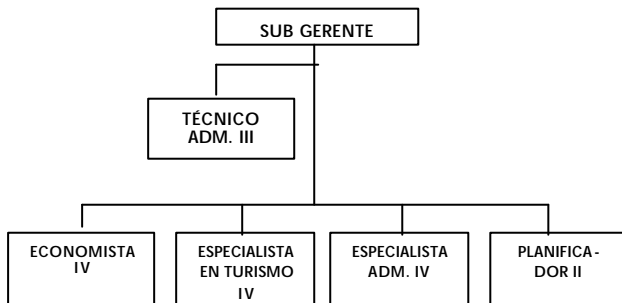 SUB GERENTE
TÉCNICO
ADM. III
ECONOMISTA
IV
ESPECIALISTA
EN TURISMO
IV
ESPECIALISTA
ADM. IV
PLANIFICA-
DOR II